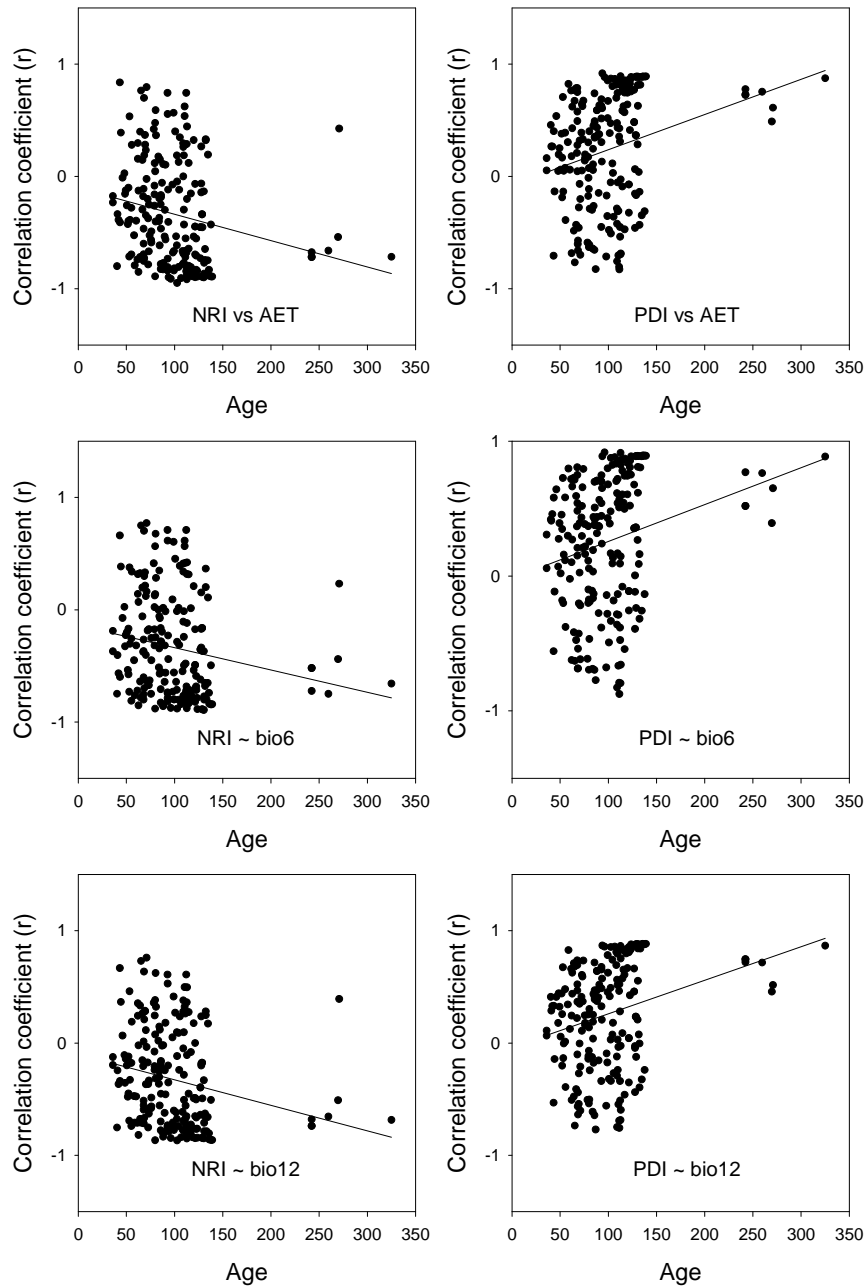 Correlation coefficient (r)
1
0
-1
NRI vs AET
0 50 100 150 200 250 300 350
Age
Correlation coefficient (r)
1
0
-1
PDI vs AET
0 50 100 150 200 250 300 350
Age
Correlation coefficient (r)
1
0
-1
NRI ~ bio6
0 50 100 150 200 250 300 350
Age
Correlation coefficient (r)
1
0
-1
PDI ~ bio6
0 50 100 150 200 250 300 350
Age
Correlation coefficient (r)
1
0
-1
NRI ~ bio12
0 50 100 150 200 250 300 350
Age
Correlation coefficient (r)
1
0
-1
PDI ~ bio12
0 50 100 150 200 250 300 350
Age